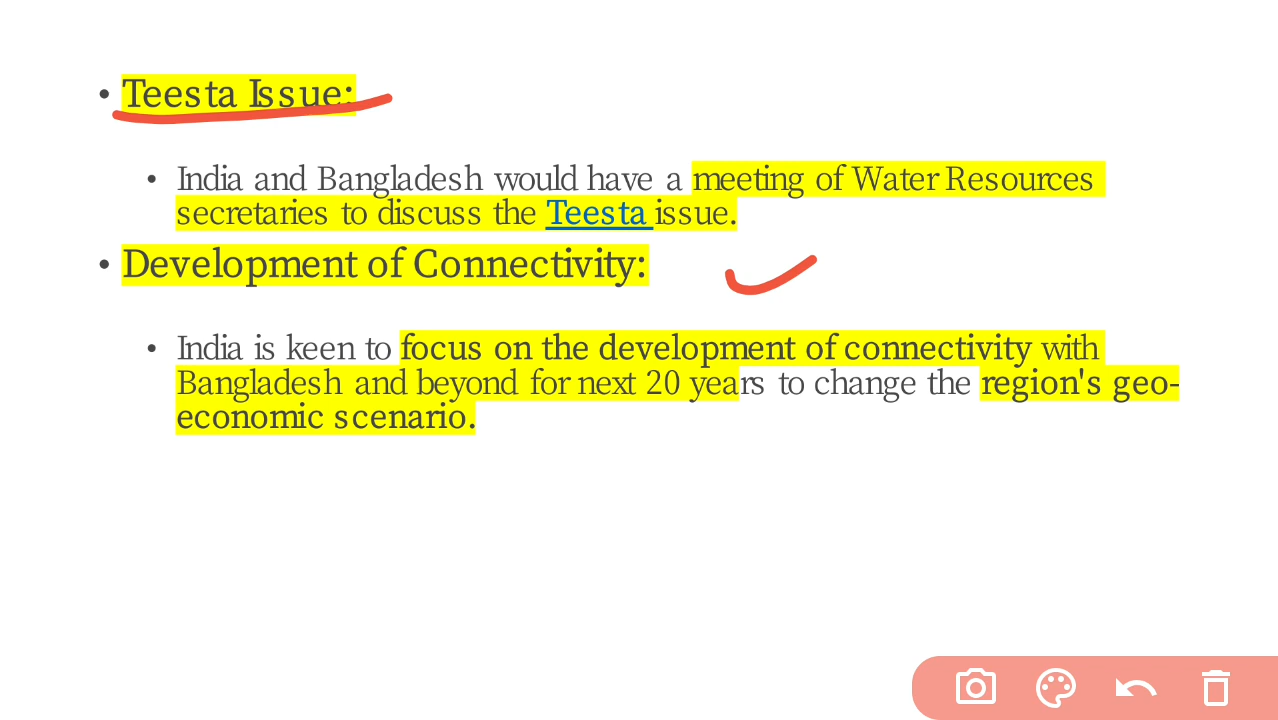 • Teesta Issue:
• India and Bangladesh would have a meeting of Water Resources
secretaries to discuss the Teesta issue.
• Development of Connectivity:
• India is keen to focus on the development of connectivity with
Bangladesh and beyond for next 20 years to change the region's geo-
economic scenario.